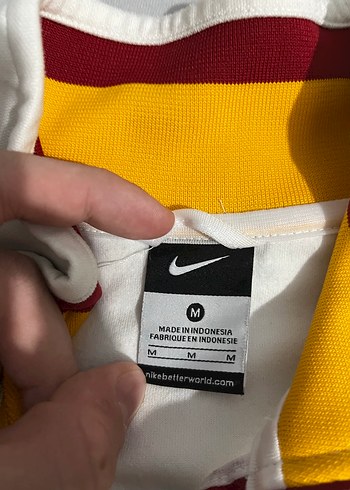 M
MADE IN INDONESIA
FABRIQUE EN INDONESIE
M M M
nikebetterworld.com